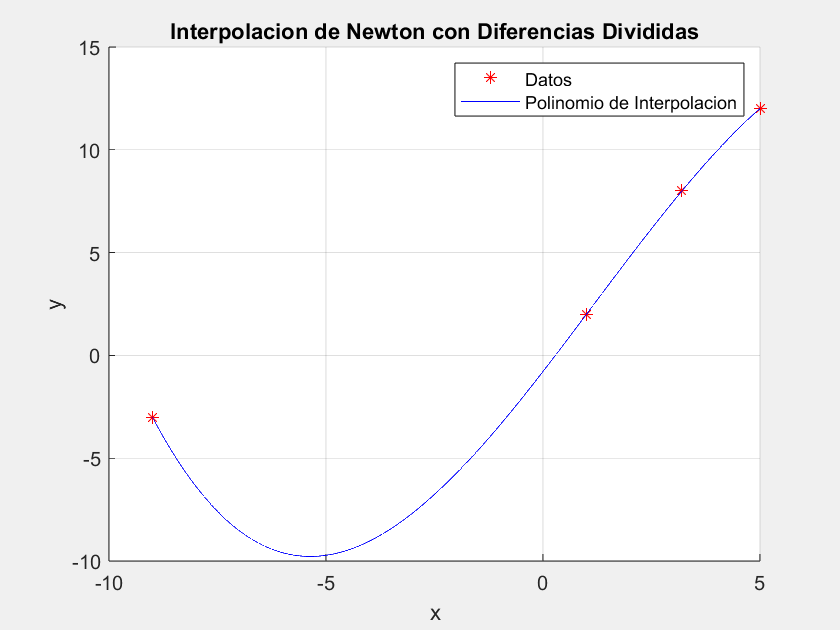 Interpolacion de Newton con Diferencias Divididas
15
10
5
0
-5
-10
-10
-5
0
5
y
x
Datos
Polinomio de Interpolacion